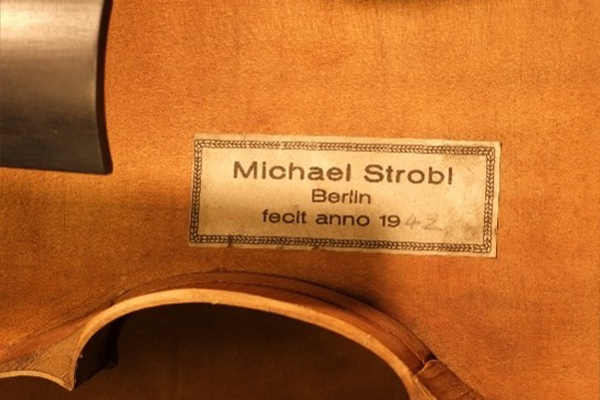 Michael Strobl
Berlin
fecit anno 1942